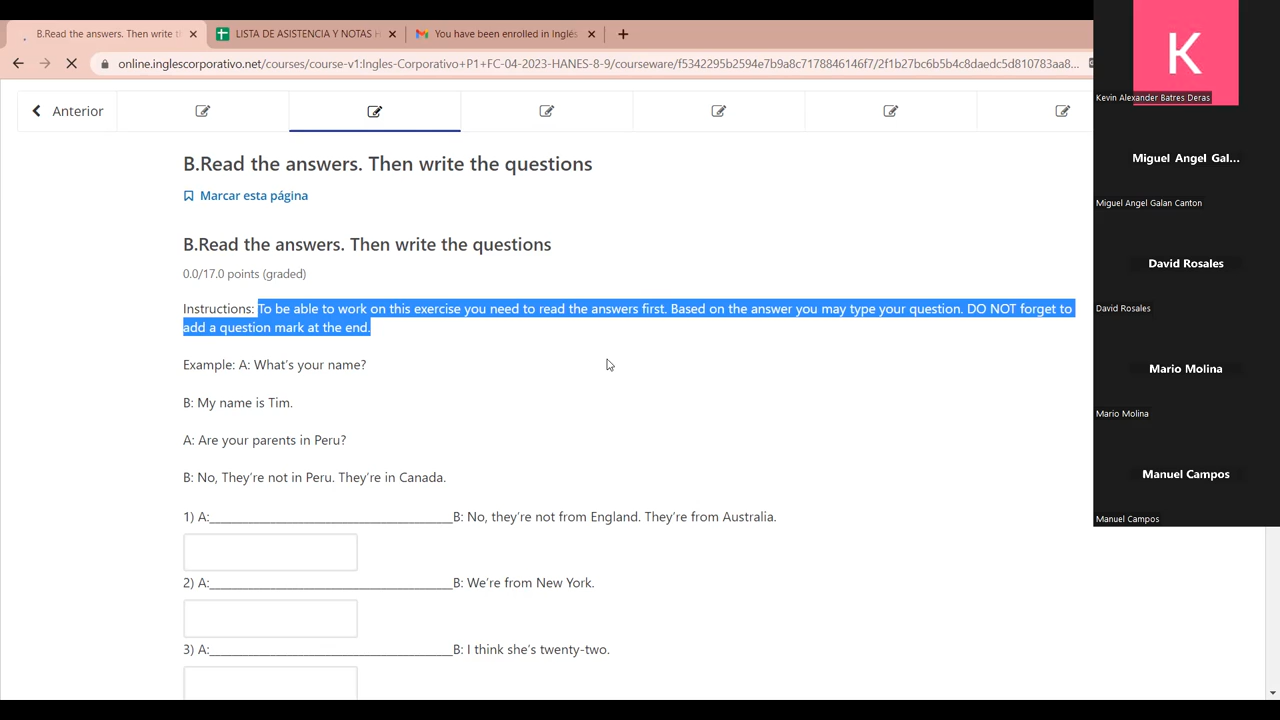 B.Read the answers. Then write th
LISTA DE ASISTENCIA Y NOTAS H
You have been enrolled in Inglés
online.inglescorporativo.net/courses/course-v1:Ingles-Corporativo+P1+FC-04-2023-HANES-8-9/courseware/f5342295b2594e7b9a8c7178846146f7/2f1b27bc6b5b4c8daedc5d810783aa8...
Anterior
B.Read the answers. Then write the questions
Marcar esta página
B.Read the answers. Then write the questions
0.0/17.0 points (graded)
Instructions: To be able to work on this exercise you need to read the answers first. Based on the answer you may type your question. DO NOT forget to
add a question mark at the end.
Example: A: What's your name?
B: My name is Tim.
A: Are your parents in Peru?
B: No, They're not in Peru. They're in Canada.
1) A:___________________________________B: No, they're not from England. They're from Australia.
2) A:___________________________________B: We're from New York.
3) A:___________________________________B: I think she's twenty-two.
K
Kevin Alexander Batres Deras
Miguel Angel Gal...
Miguel Angel Galan Canton
David Rosales
David Rosales
Mario Molina
Mario Molina
Manuel Campos
Manuel Campos